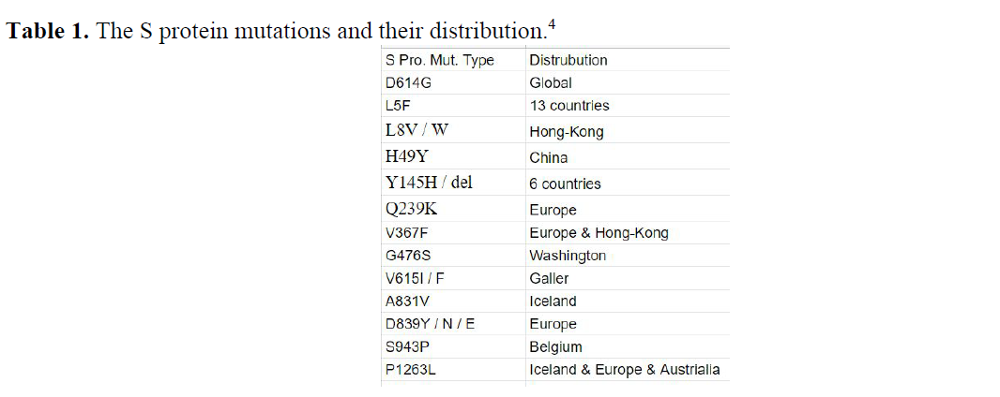 Table 1. The S protein mutations and their distribution.4
S Pro. Mut. Type Distrubution
D614G Global
L5F 13 countries
L8V / W Hong-Kong
H49Y China
Y145H / del 6 countries
Q239K Europe
V367F Europe & Hong-Kong
G476S Washington
V615I / F Galler
A831V Iceland
D839Y / N / E Europe
S943P Belgium
P1263L Iceland & Europe & Austrialia